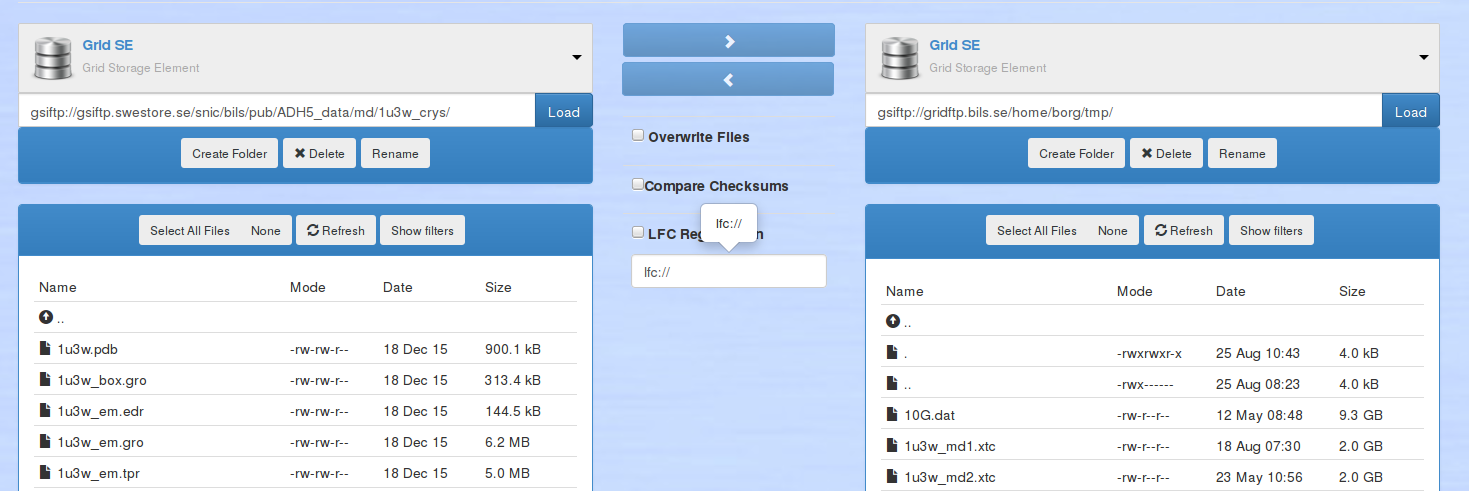 Grid SE
Grid Storage Element
gsiftp://gsiftp.swestore.se/snic/bils/pub/ADH5_data/md/1u3w_crys/ Load
Create Folder Delete Rename
Select All Files None Refresh Show filters
Name Mode Date Size
..
1u3w.pdb -rw-rw-r-- 18 Dec 15 900.1 kB
1u3w_box.gro -rw-rw-r-- 18 Dec 15 313.4 kB
1u3w_em.edr -rw-rw-r-- 18 Dec 15 144.5 kB
1u3w_em.gro -rw-rw-r-- 18 Dec 15 6.2 MB
1u3w_em.tpr -rw-rw-r-- 18 Dec 15 5.0 MB
Overwrite Files
Compare Checksums
lfc://
LFC Reg n
lfc://
Grid SE
Grid Storage Element
gsiftp://gridftp.bils.se/home/borg/tmp/ Load
Create Folder Delete Rename
Select All Files None Refresh Show filters
Name Mode Date Size
..
. -rwxrwxr-x 25 Aug 10:43 4.0 kB
.. -rwx------ 25 Aug 08:23 4.0 kB
10G.dat -rw-r--r-- 12 May 08:48 9.3 GB
1u3w_md1.xtc -rw-r--r-- 18 Aug 07:30 2.0 GB
1u3w_md2.xtc -rw-r--r-- 23 May 10:56 2.0 GB